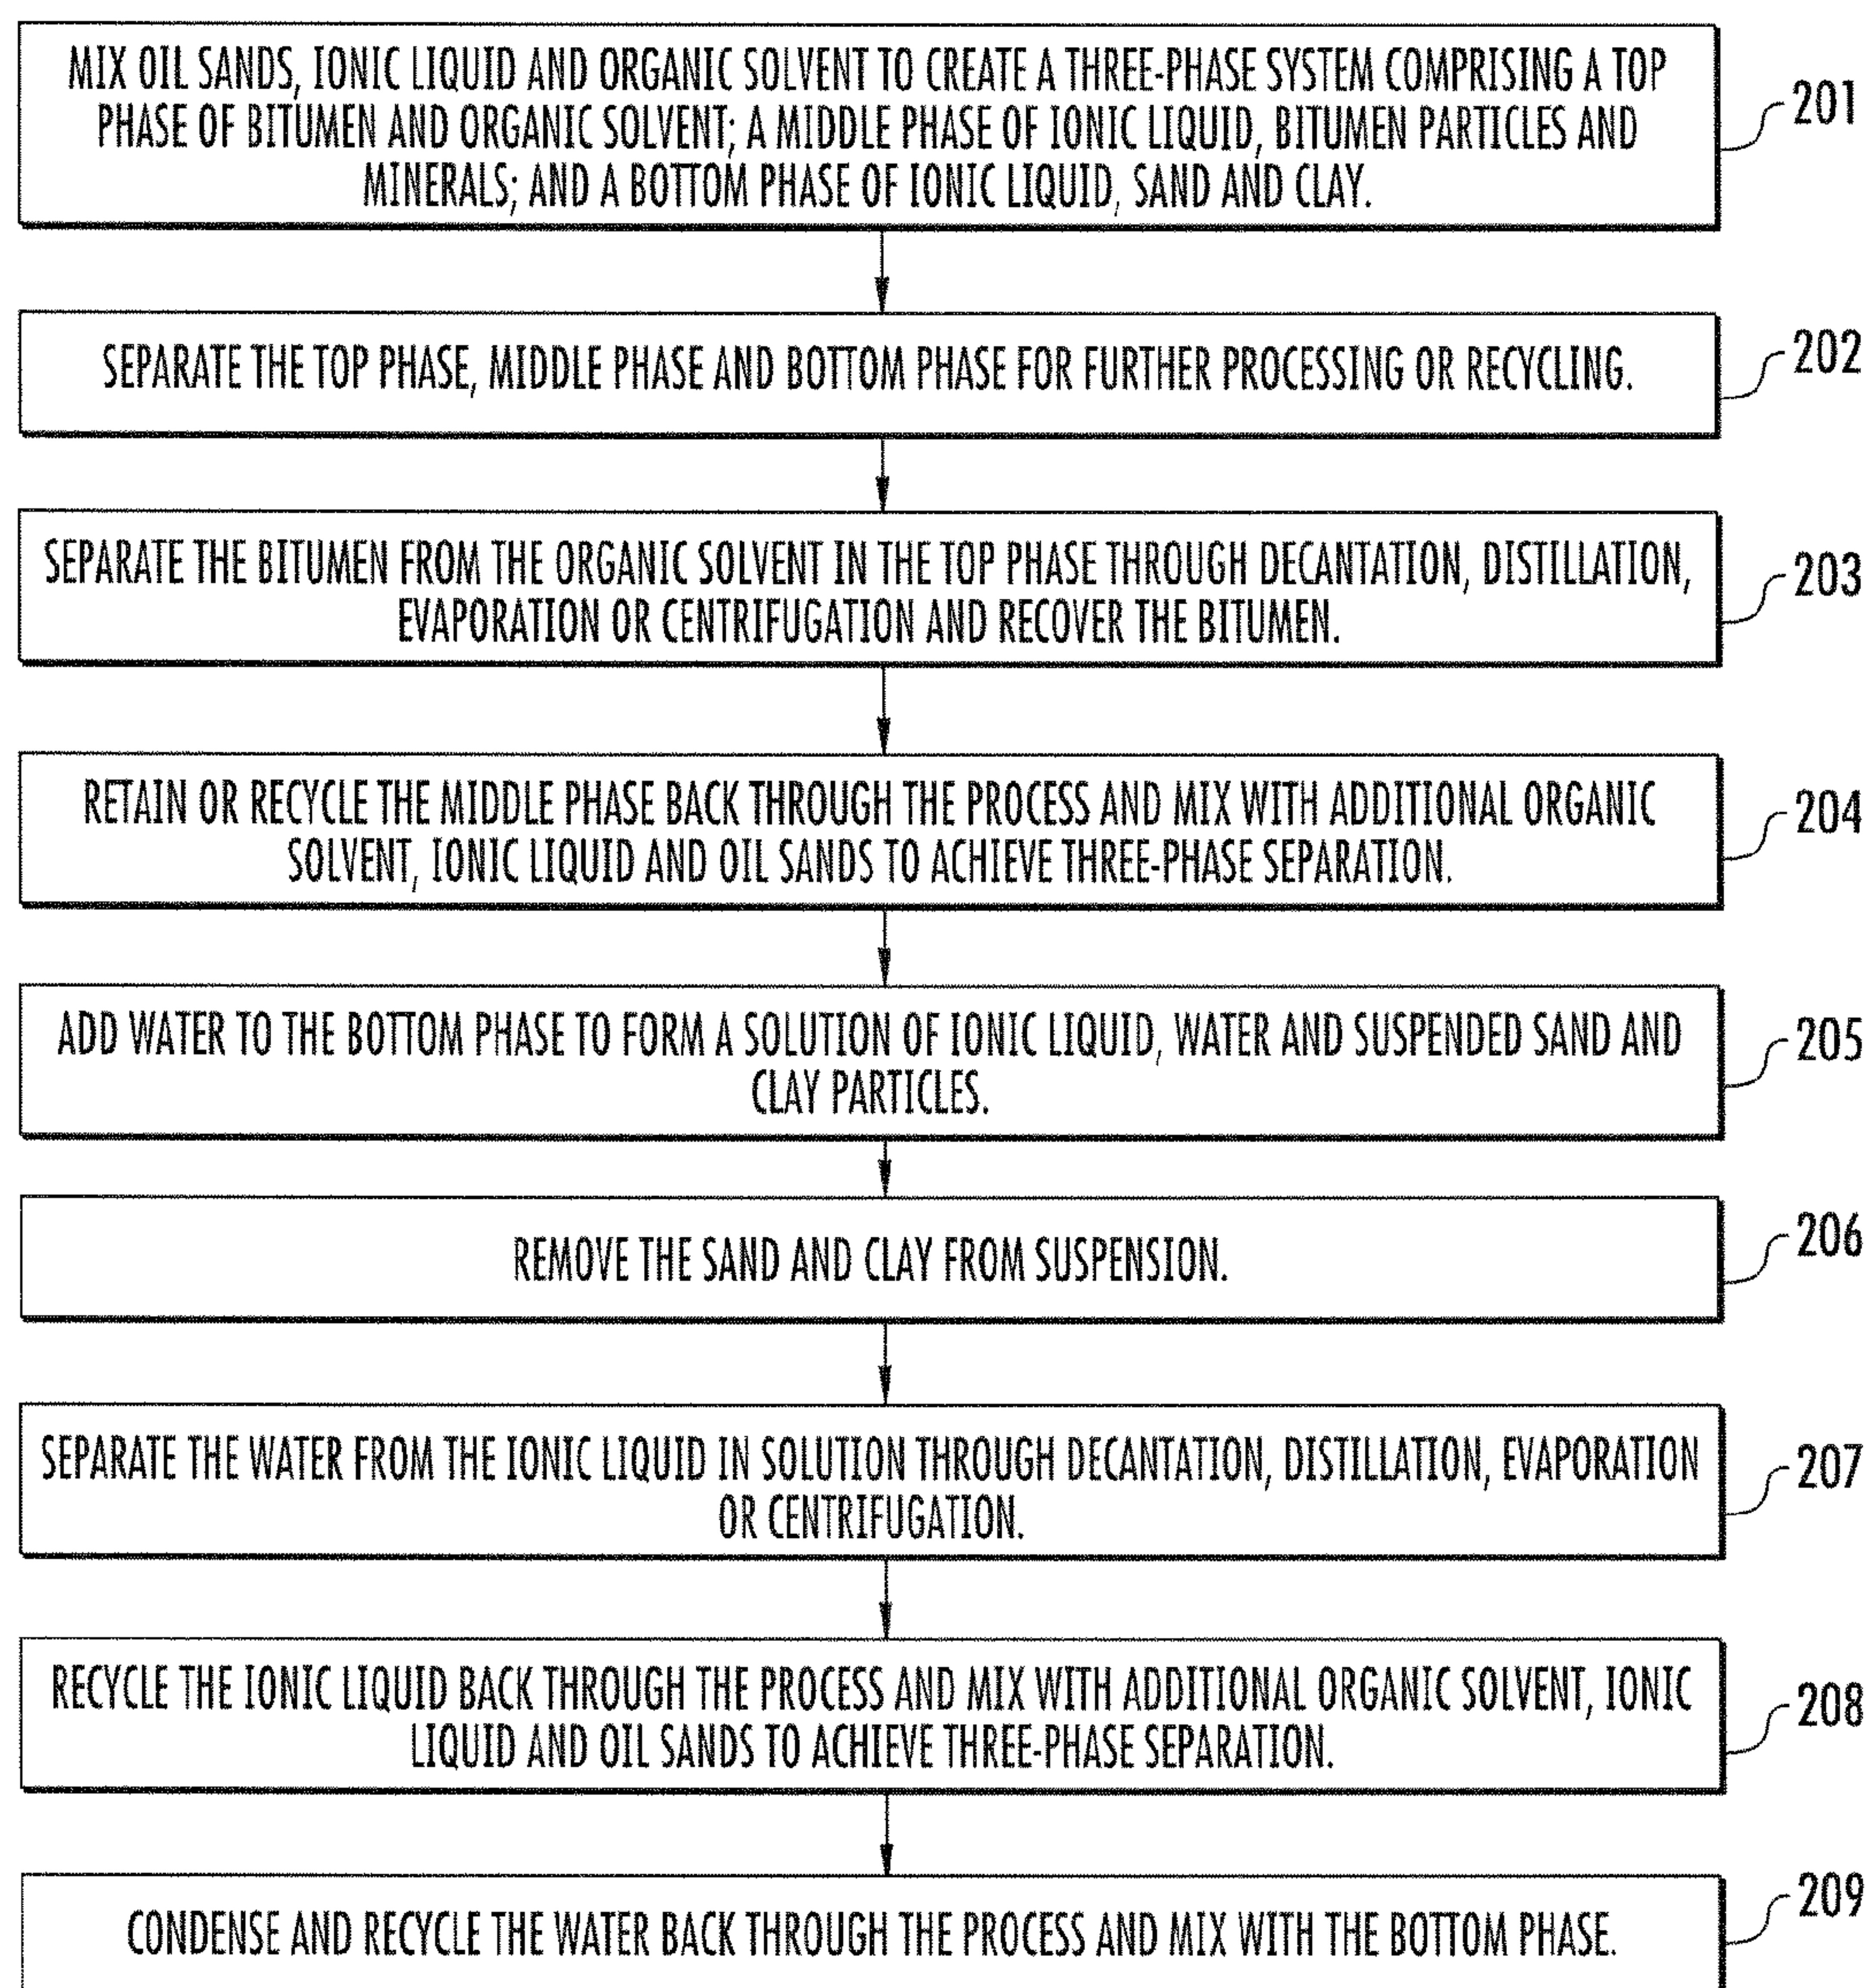 MIX OIL SANDS, IONIC LIQUID AND ORGANIC SOLVENT TO CREATE A THREE-PHASE SYSTEM COMPRISING A TOP
PHASE OF BITUMEN AND ORGANIC SOLVENT; A MIDDLE PHASE OF IONIC LIQUID, BITUMEN PARTICLES AND
MINERALS; AND A BOTTOM PHASE OF IONIC LIQUID, SAND AND CLAY.
201
SEPARATE THE TOP PHASE, MIDDLE PHASE AND BOTTOM PHASE FOR FURTHER PROCESSING OR RECYCLING.
202
SEPARATE THE BITUMEN FROM THE ORGANIC SOLVENT IN THE TOP PHASE THROUGH DECANTATION, DISTILLATION,
EVAPORATION OR CENTRIFUGATION AND RECOVER THE BITUMEN.
203
RETAIN OR RECYCLE THE MIDDLE PHASE BACK THROUGH THE PROCESS AND MIX WITH ADDITIONAL ORGANIC
SOLVENT, IONIC LIQUID AND OIL SANDS TO ACHIEVE THREE-PHASE SEPARATION.
204
ADD WATER TO THE BOTTOM PHASE TO FORM A SOLUTION OF IONIC LIQUID, WATER AND SUSPENDED SAND AND
CLAY PARTICLES.
205
REMOVE THE SAND AND CLAY FROM SUSPENSION.
206
SEPARATE THE WATER FROM THE IONIC LIQUID IN SOLUTION THROUGH DECANTATION, DISTILLATION, EVAPORATION
OR CENTRIFUGATION.
207
RECYCLE THE IONIC LIQUID BACK THROUGH THE PROCESS AND MIX WITH ADDITIONAL ORGANIC SOLVENT, IONIC
LIQUID AND OIL SANDS TO ACHIEVE THREE-PHASE SEPARATION.
208
CONDENSE AND RECYCLE THE WATER BACK THROUGH THE PROCESS AND MIX WITH THE BOTTOM PHASE.
209